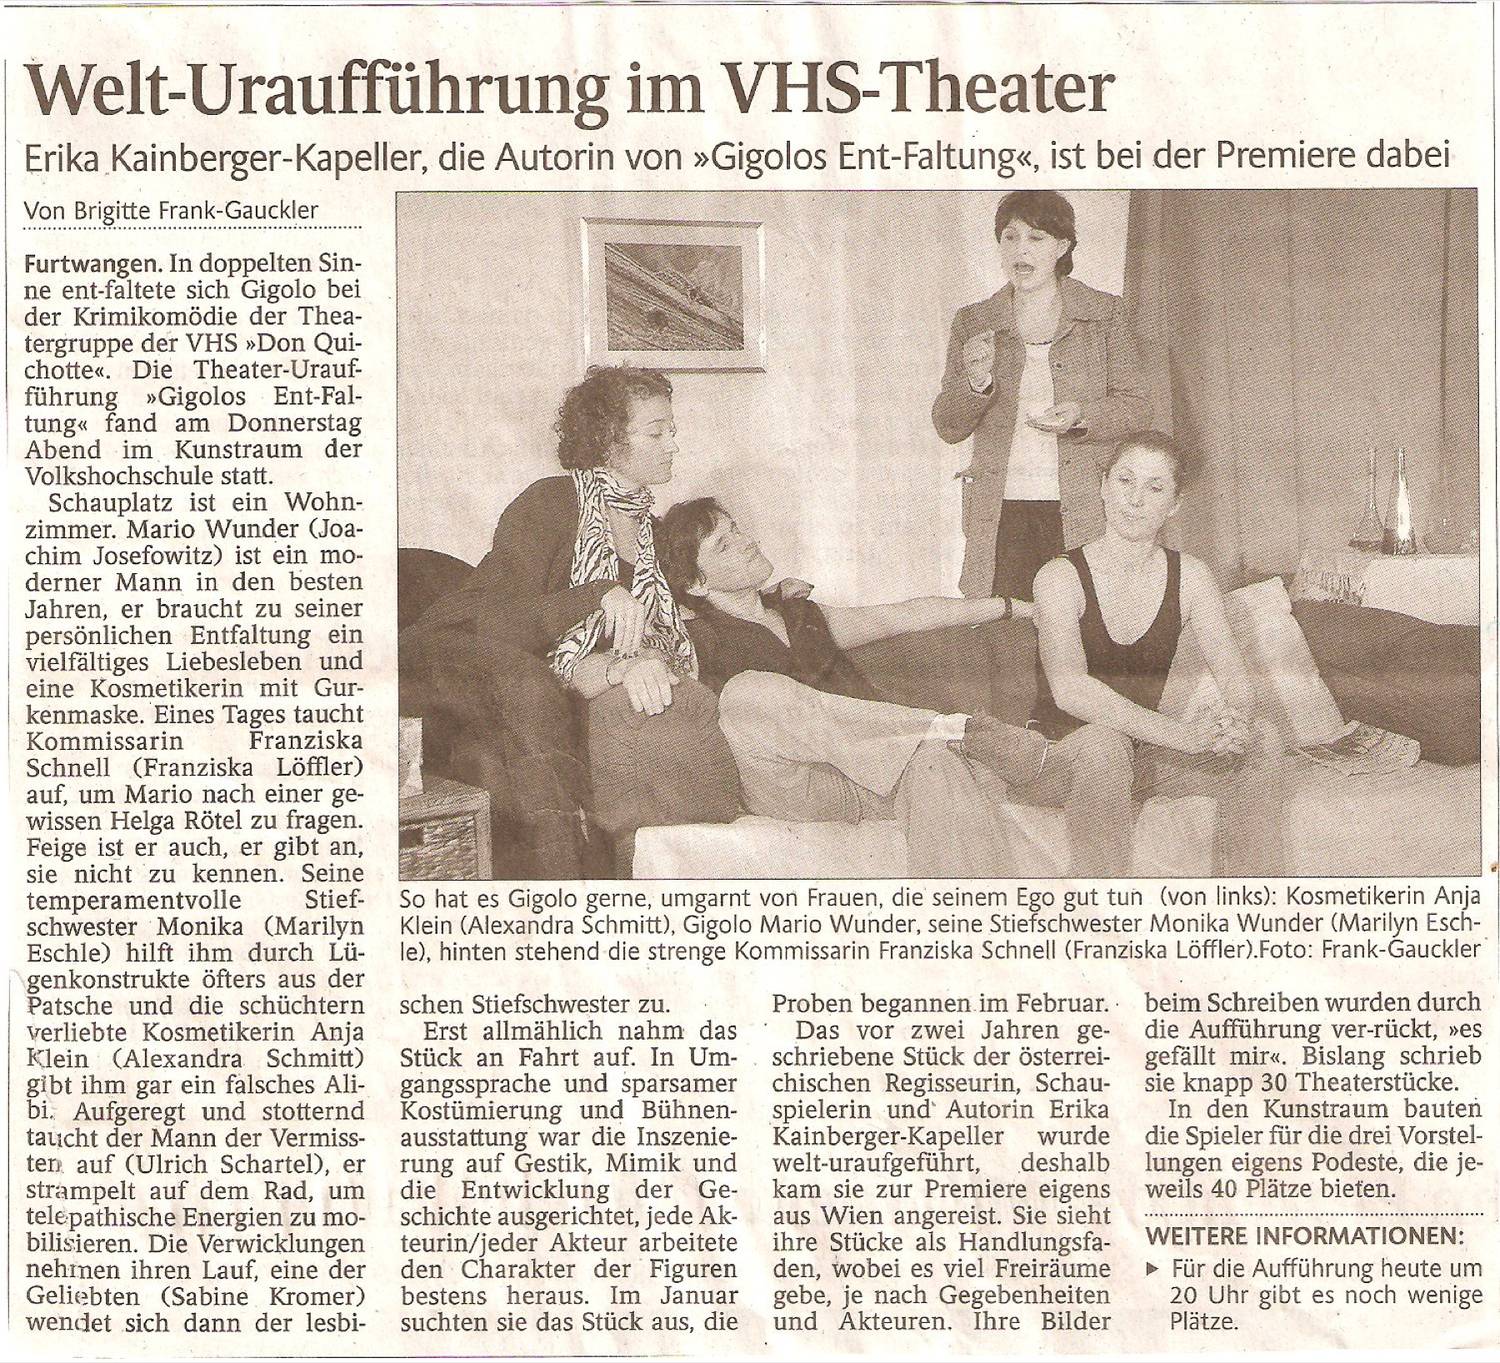 Welt-Uraufführung im VHS-Theater
Erika Kainberger-Kapeller, die Autorin von »Gigolos Ent-Faltung«, ist bei der Premiere dabei
Von Brigitte Frank-Gauckler
Furtwangen. In doppelten Sin-
ne ent-faltete sich Gigolo bei
der Krimikomödie der Thea-
tergruppe der VHS »Don Qui-
chotte«. Die Theater-Urauf-
führung »Gigolos Ent-Fal-
tung« fand am Donnerstag
Abend im Kunstraum der
Volkshochschule statt.
Schauplatz ist ein Wohn-
zimmer. Mario Wunder (Joa-
chim Josefowitz) ist ein mo-
derner Mann in den besten
Jahren, er braucht zu seiner
persönlichen Entfaltung ein
vielfältiges Liebesleben und
eine Kosmetikerin mit Gur-
kenmaske. Eines Tages taucht
Kommissarin Franziska
Schnell (Franziska Löffler)
auf, um Mario nach einer ge-
wissen Helga Rötel zu fragen.
Feige ist er auch, er gibt an,
sie nicht zu kennen. Seine
temperamentvolle Stief-
schwester Monika (Marilyn
Eschle) hilft ihm durch Lü-
genkonstrukte öfters aus der
Patsche und die schüchtern
verliebte Kosmetikerin Anja
Klein (Alexandra Schmitt)
gibt ihm gar ein falsches Ali-
bi. Aufgeregt und stotternd
taucht der Mann der Vermiss-
ten auf (Ulrich Schartel), er
strampelt auf dem Rad, um
telepathische Energien zu mo-
bilisieren. Die Verwicklungen
nehmen ihren Lauf, eine der
Geliebten (Sabine Kromer)
wendet sich dann der lesbi-
So hat es Gigolo gerne, umgarnt von Frauen, die seinem Ego gut tun (von links): Kosmetikerin Anja
Klein (Alexandra Schmitt), Gigolo Mario Wunder, seine Stiefschwester Monika Wunder (Marilyn Esch-
le), hinten stehend die strenge Kommissarin Franziska Schnell (Franziska Löffler).Foto: Frank-Gauckler
schen Stiefschwester zu.
Erst allmählich nahm das
Stück an Fahrt auf. In Um-
gangssprache und sparsamer
Kostümierung und Bühnen-
ausstattung war die Inszenie-
rung auf Gestik, Mimik und
die Entwicklung der Ge-
schichte ausgerichtet, jede Ak-
teurin/jeder Akteur arbeitete
den Charakter der Figuren
bestens heraus. Im Januar
suchten sie das Stück aus, die
Proben begannen im Februar.
Das vor zwei Jahren ge-
schriebene Stück der österrei-
chischen Regisseurin, Schau-
spielerin und Autorin Erika
Kainberger-Kapeller wurde
welt-uraufgeführt, deshalb
kam sie zur Premiere eigens
aus Wien angereist. Sie sieht
ihre Stücke als Handlungsfa-
den, wobei es viel Freiräume
gebe, je nach Gegebenheiten
und Akteuren. Ihre Bilder
beim Schreiben wurden durch
die Aufführung ver-rückt, »es
gefällt mir«. Bislang schrieb
sie knapp 30 Theaterstücke.
In den Kunstraum bauten
die Spieler für die drei Vorstel-
lungen eigens Podeste, die je-
weils 40 Plätze bieten.
WEITERE INFORMATIONEN:
▶ Für die Aufführung heute um
20 Uhr gibt es noch wenige
Plätze.